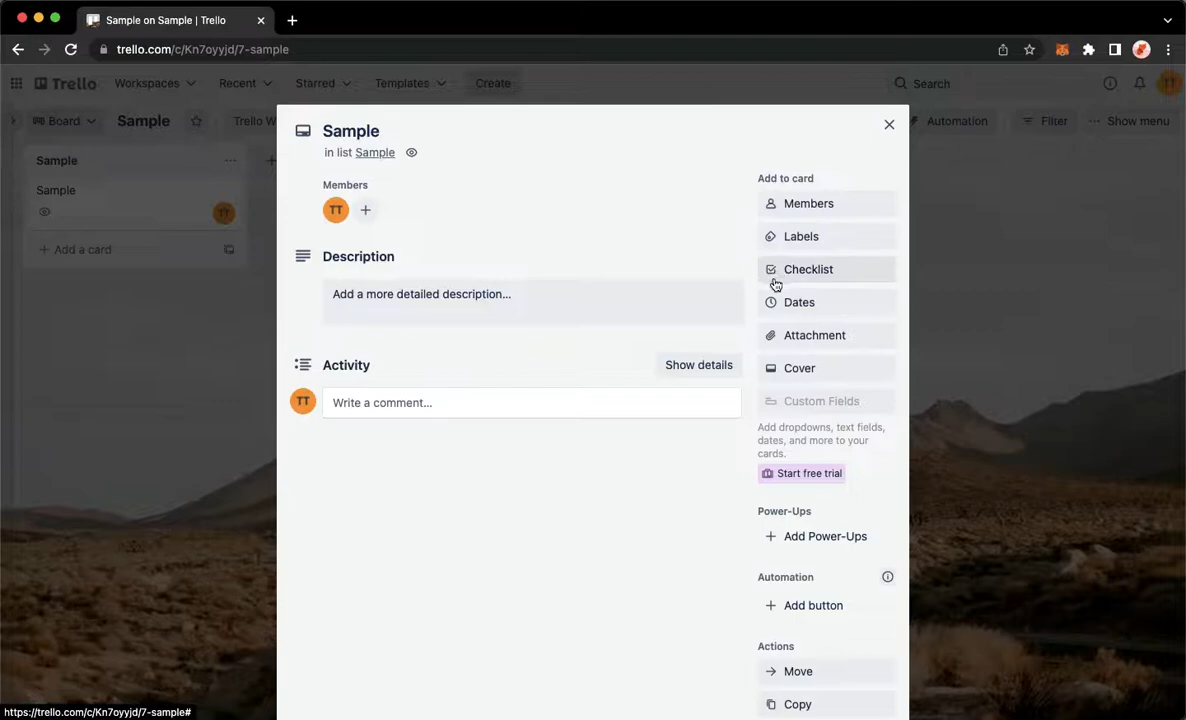 Sample on Sample | Trello
trello.com/c/Kn7oyyjd/7-sample
Trello Workspaces Recent Starred Templates Create Search TT
Board Sample Trello W Automation Filter Show menu
Sample
Sample
TT
+ Add a card
Sample
in list Sample
Members
TT +
Description
Add a more detailed description...
Activity Show details
TT Write a comment...
Add to card
Members
Labels
Checklist
Dates
Attachment
Cover
Custom Fields
Add dropdowns, text fields,
dates, and more to your
cards.
Start free trial
Power-Ups
+ Add Power-Ups
Automation
+ Add button
Actions
→ Move
Copy
https://trello.com/c/Kn7oyyjd/7-sample#